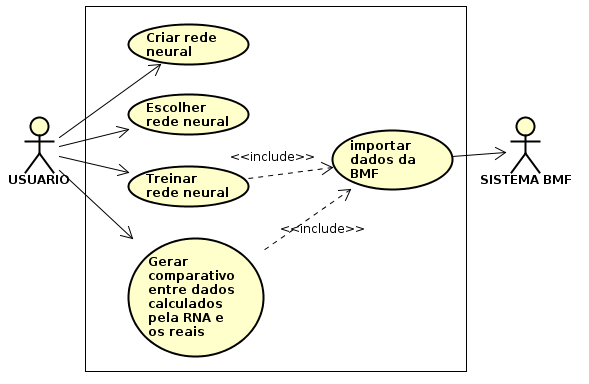 Criar rede
neural
Escolher
rede neural
USUARIO
Treinar
rede neural
<<include>>
importar
dados da
BMF
SISTEMA BMF
<<include>>
Gerar
comparativo
entre dados
calculados
pela RNA e
os reais